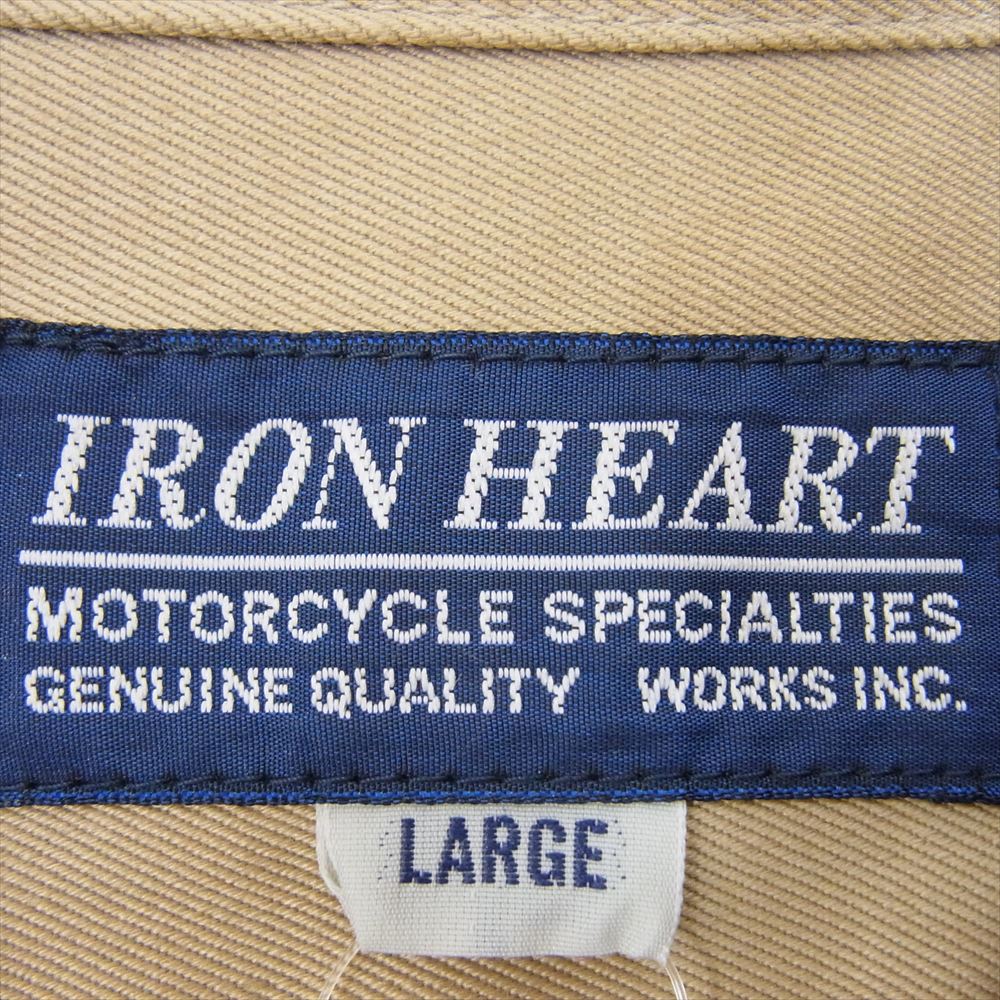 IRON HEART
MOTORCYCLE SPECIALTIES
GENUINE QUALITY WORKS INC.
LARGE